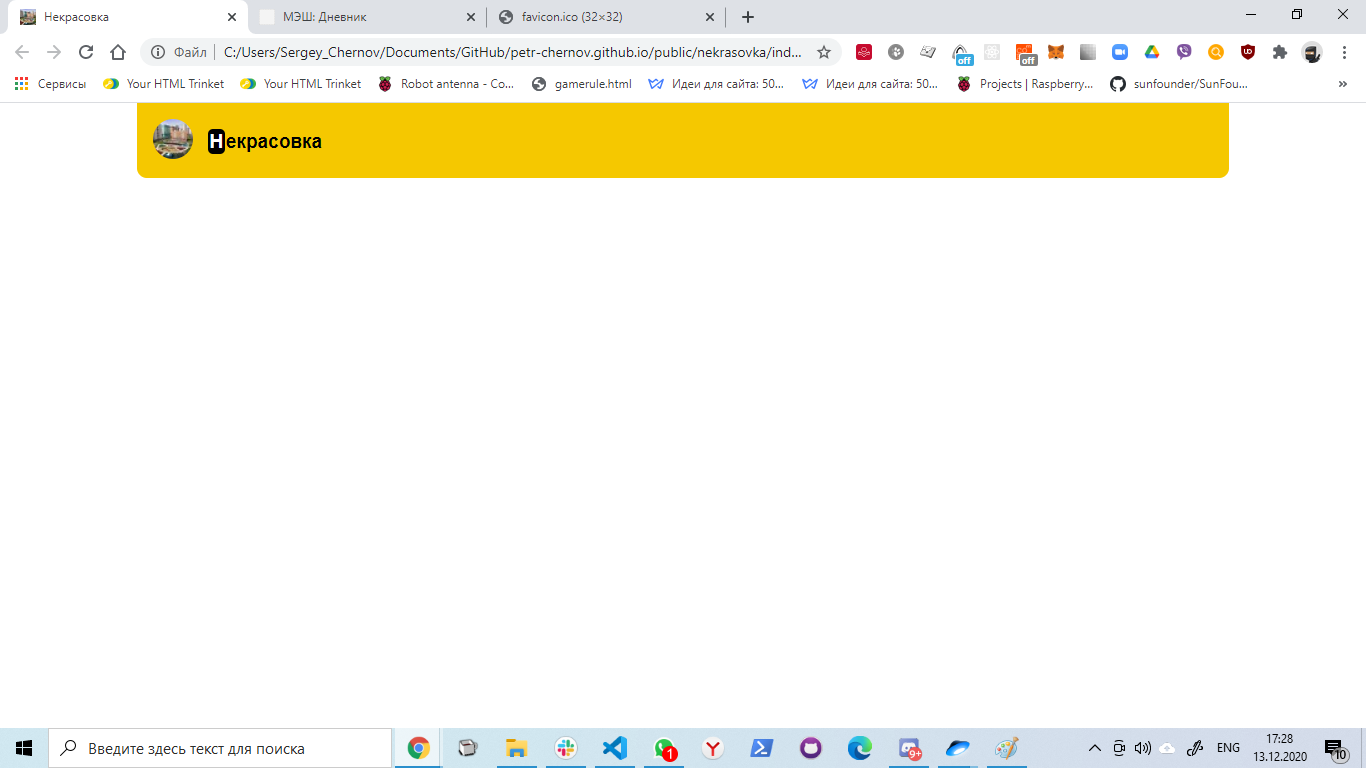 Некрасовка
МЭШ: Дневник
favicon.ico (32×32)
Файл
C:/Users/Sergey_Chernov/Documents/GitHub/petr-chernov.github.io/public/nekrasovka/ind...
off
off
Сервисы
Your HTML Trinket
Your HTML Trinket
Robot antenna - Co...
gamerule.html
Идеи для сайта: 50...
Идеи для сайта: 50...
Projects | Raspberry...
sunfounder/SunFou...
»
Некрасовка
Введите здесь текст для поиска
1
9+
ENG
17:28
13.12.2020
10